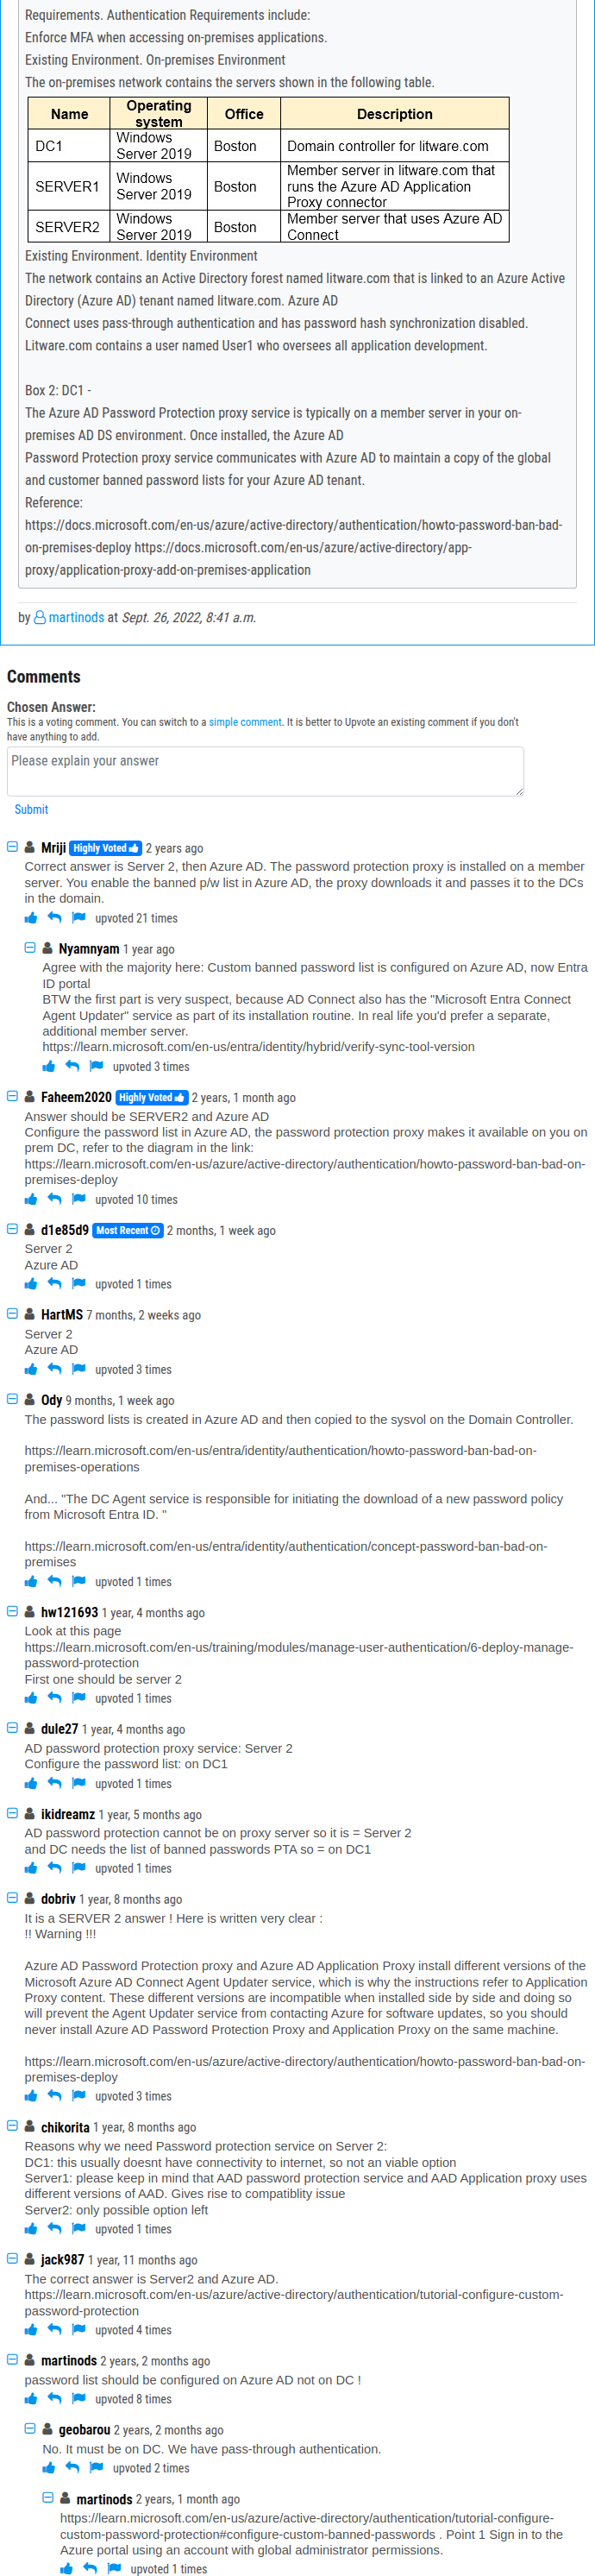 Requirements. Authentication Requirements include:
Enforce MFA when accessing on-premises applications.
Existing Environment. On-premises Environment
The on-premises network contains the servers shown in the following table.
Name Operating system Office Description
DC1 Windows Server 2019 Boston Domain controller for litware.com
SERVER1 Windows Server 2019 Boston Member server in litware.com that runs the Azure AD Application Proxy connector
SERVER2 Windows Server 2019 Boston Member server that uses Azure AD Connect
Existing Environment. Identity Environment
The network contains an Active Directory forest named litware.com that is linked to an Azure Active
Directory (Azure AD) tenant named litware.com. Azure AD
Connect uses pass-through authentication and has password hash synchronization disabled.
Litware.com contains a user named User1 who oversees all application development.
Box 2: DC1 -
The Azure AD Password Protection proxy service is typically on a member server in your on-
premises AD DS environment. Once installed, the Azure AD
Password Protection proxy service communicates with Azure AD to maintain a copy of the global
and customer banned password lists for your Azure AD tenant.
Reference:
https://docs.microsoft.com/en-us/azure/active-directory/authentication/howto-password-ban-bad-
on-premises-deploy https://docs.microsoft.com/en-us/azure/active-directory/app-
proxy/application-proxy-add-on-premises-application
by martinods at Sept. 26, 2022, 8:41 a.m.
Comments
Chosen Answer:
This is a voting comment. You can switch to a simple comment. It is better to Upvote an existing comment if you don't
have anything to add.
Please explain your answer
Submit
Mriji Highly Voted 2 years ago
Correct answer is Server 2, then Azure AD. The password protection proxy is installed on a member
server. You enable the banned p/w list in Azure AD, the proxy downloads it and passes it to the DCs
in the domain.
upvoted 21 times
Nyamnyam 1 year ago
Agree with the majority here: Custom banned password list is configured on Azure AD, now Entra
ID portal
BTW the first part is very suspect, because AD Connect also has the "Microsoft Entra Connect
Agent Updater" service as part of its installation routine. In real life you'd prefer a separate,
additional member server.
https://learn.microsoft.com/en-us/entra/identity/hybrid/verify-sync-tool-version
upvoted 3 times
Faheem2020 Highly Voted 2 years, 1 month ago
Answer should be SERVER2 and Azure AD
Configure the password list in Azure AD, the password protection proxy makes it available on you on
prem DC, refer to the diagram in the link:
https://learn.microsoft.com/en-us/azure/active-directory/authentication/howto-password-ban-bad-on-
premises-deploy
upvoted 10 times
d1e85d9 Most Recent 2 months, 1 week ago
Server 2
Azure AD
upvoted 1 times
HartMS 7 months, 2 weeks ago
Server 2
Azure AD
upvoted 3 times
Ody 9 months, 1 week ago
The password lists is created in Azure AD and then copied to the sysvol on the Domain Controller.
https://learn.microsoft.com/en-us/entra/identity/authentication/howto-password-ban-bad-on-
premises-operations
And... "The DC Agent service is responsible for initiating the download of a new password policy
from Microsoft Entra ID. "
https://learn.microsoft.com/en-us/entra/identity/authentication/concept-password-ban-bad-on-
premises
upvoted 1 times
hw121693 1 year, 4 months ago
Look at this page
https://learn.microsoft.com/en-us/training/modules/manage-user-authentication/6-deploy-manage-
password-protection
First one should be server 2
upvoted 1 times
dule27 1 year, 4 months ago
AD password protection proxy service: Server 2
Configure the password list: on DC1
upvoted 1 times
ikidreamz 1 year, 5 months ago
AD password protection cannot be on proxy server so it is = Server 2
and DC needs the list of banned passwords PTA so = on DC1
upvoted 1 times
dobriv 1 year, 8 months ago
It is a SERVER 2 answer ! Here is written very clear :
!! Warning !!!
Azure AD Password Protection proxy and Azure AD Application Proxy install different versions of the
Microsoft Azure AD Connect Agent Updater service, which is why the instructions refer to Application
Proxy content. These different versions are incompatible when installed side by side and doing so
will prevent the Agent Updater service from contacting Azure for software updates, so you should
never install Azure AD Password Protection Proxy and Application Proxy on the same machine.
https://learn.microsoft.com/en-us/azure/active-directory/authentication/howto-password-ban-bad-on-
premises-deploy
upvoted 3 times
chikorita 1 year, 8 months ago
Reasons why we need Password protection service on Server 2:
DC1: this usually doesnt have connectivity to internet, so not an viable option
Server1: please keep in mind that AAD password protection service and AAD Application proxy uses
different versions of AAD. Gives rise to compatiblity issue
Server2: only possible option left
upvoted 1 times
jack987 1 year, 11 months ago
The correct answer is Server2 and Azure AD.
https://learn.microsoft.com/en-us/azure/active-directory/authentication/tutorial-configure-custom-
password-protection
upvoted 4 times
martinods 2 years, 2 months ago
password list should be configured on Azure AD not on DC !
upvoted 8 times
geobarou 2 years, 2 months ago
No. It must be on DC. We have pass-through authentication.
upvoted 2 times
martinods 2 years, 1 month ago
https://learn.microsoft.com/en-us/azure/active-directory/authentication/tutorial-configure-
custom-password-protection#configure-custom-banned-passwords . Point 1 Sign in to the
Azure portal using an account with global administrator permissions.
upvoted 1 times